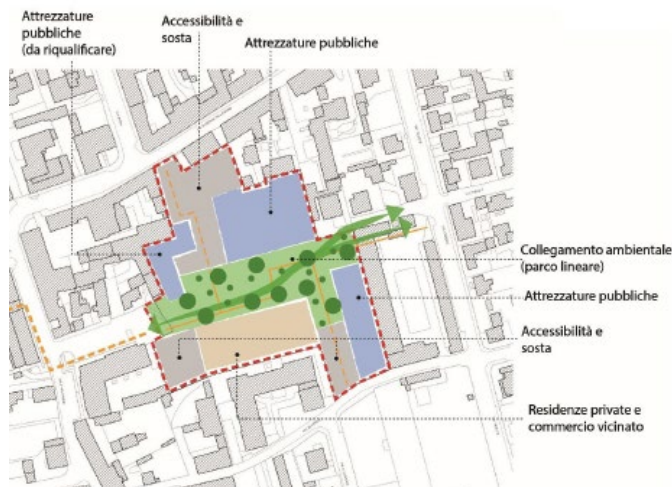 Attrezzature
pubbliche
(da riqualificare)
Accessibilità e
sosta
Attrezzature pubbliche
Collegamento ambientale
(parco lineare)
Attrezzature pubbliche
Accessibilità e
sosta
Residenze private e
commercio vicinato